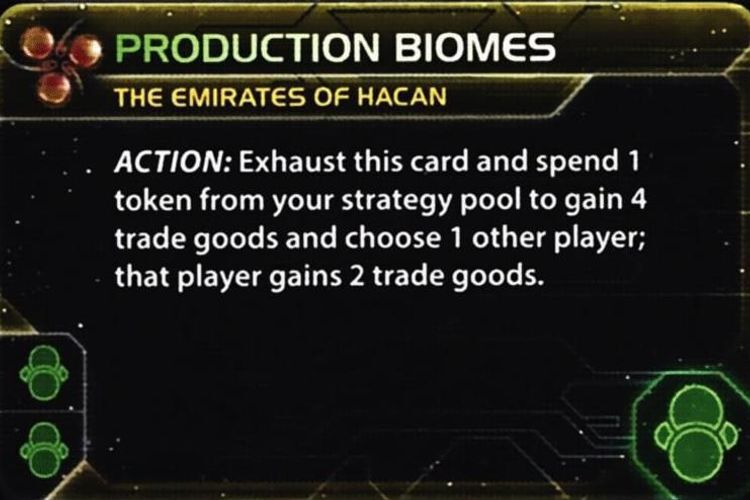 PRODUCTION BIOMES
THE EMIRATES OF HACAN
ACTION: Exhaust this card and spend 1
token from your strategy pool to gain 4
trade goods and choose 1 other player;
that player gains 2 trade goods.